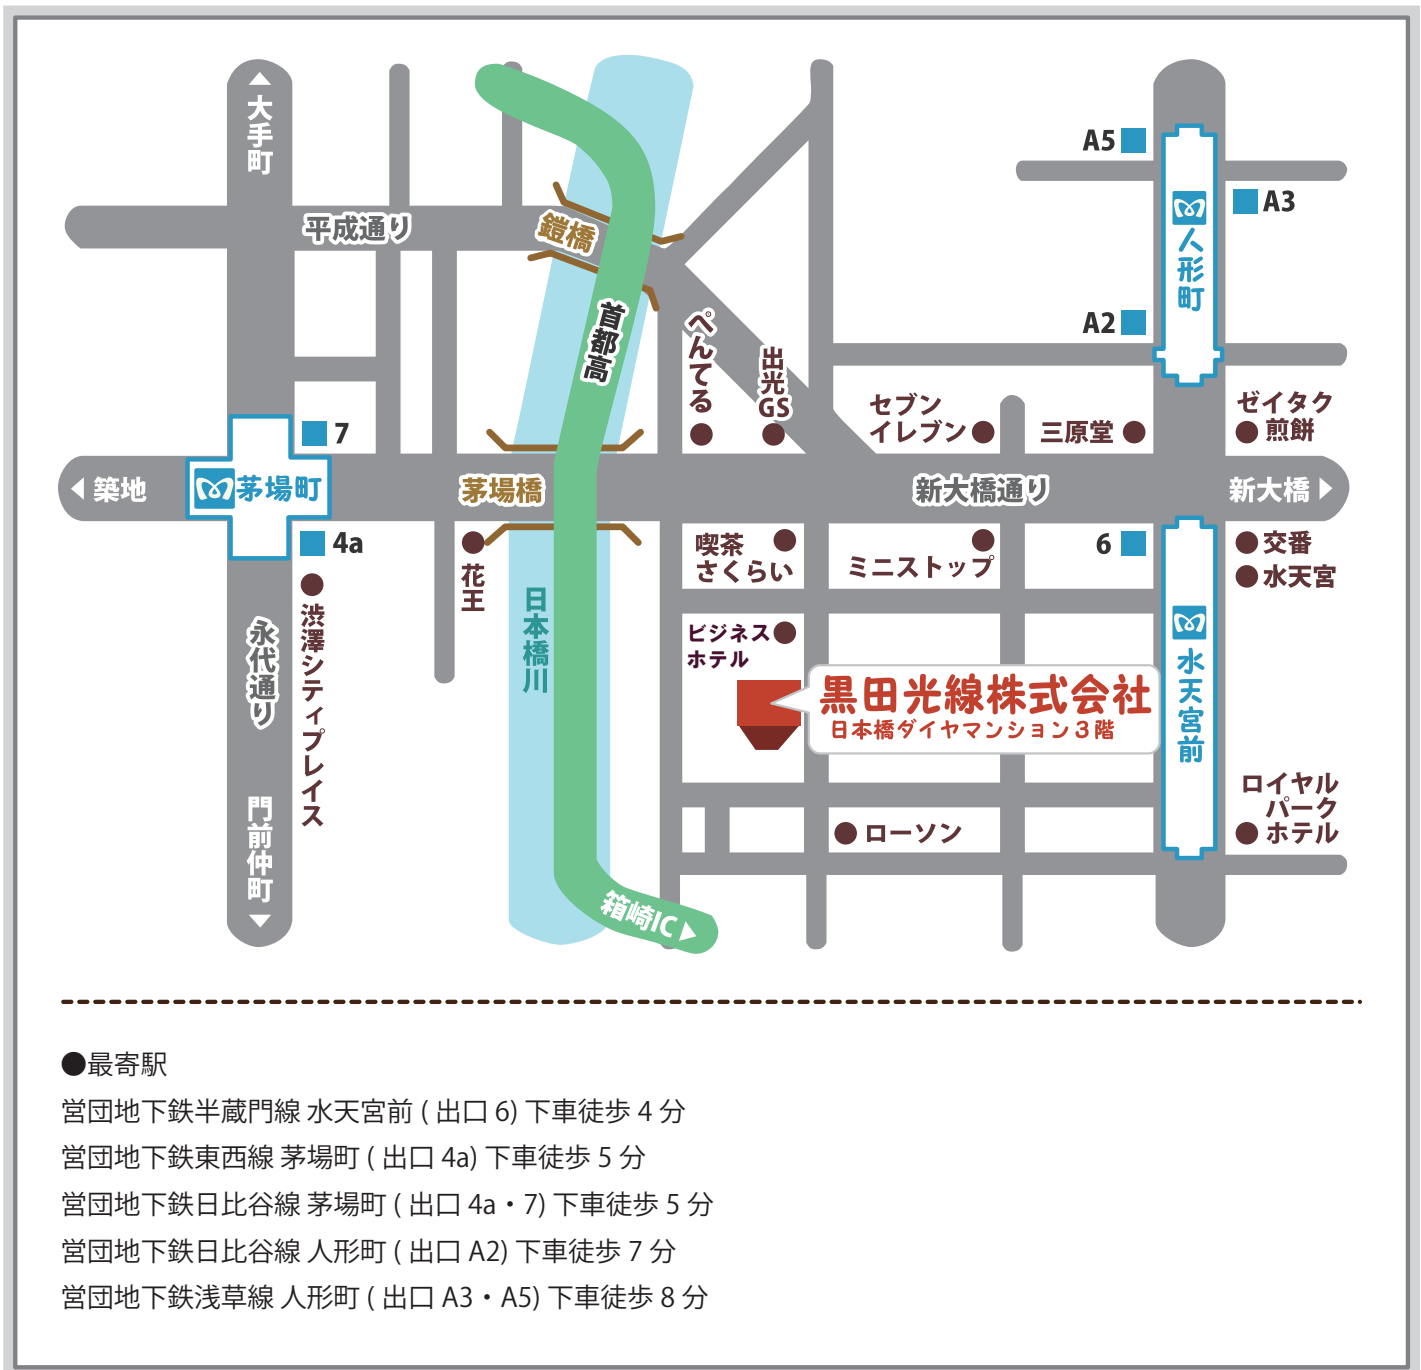 大手町
平成通り
鎧橋
首都高
A5
A3
人形町
A2
ぺんてる
出光
GS
セブン
イレブン
三原堂
ゼイタク
煎餅
7
築地
茅場町
茅場橋
新大橋通り
新大橋
4a
花王
喫茶
さくらい
ミニストップ
6
交番
水天宮
渋澤シティプレイス
永代通り
日本橋川
ビジネス
ホテル
黒田光線株式会社
日本橋ダイヤマンション3階
水天宮前
門前仲町
ロイヤル
パーク
ホテル
ローソン
箱崎IC
●最寄駅
営団地下鉄半蔵門線 水天宮前 ( 出口 6) 下車徒歩 4 分
営団地下鉄東西線 茅場町 ( 出口 4a) 下車徒歩 5 分
営団地下鉄日比谷線 茅場町 ( 出口 4a・7) 下車徒歩 5 分
営団地下鉄日比谷線 人形町 ( 出口 A2) 下車徒歩 7 分
営団地下鉄浅草線 人形町 ( 出口 A3・A5) 下車徒歩 8 分